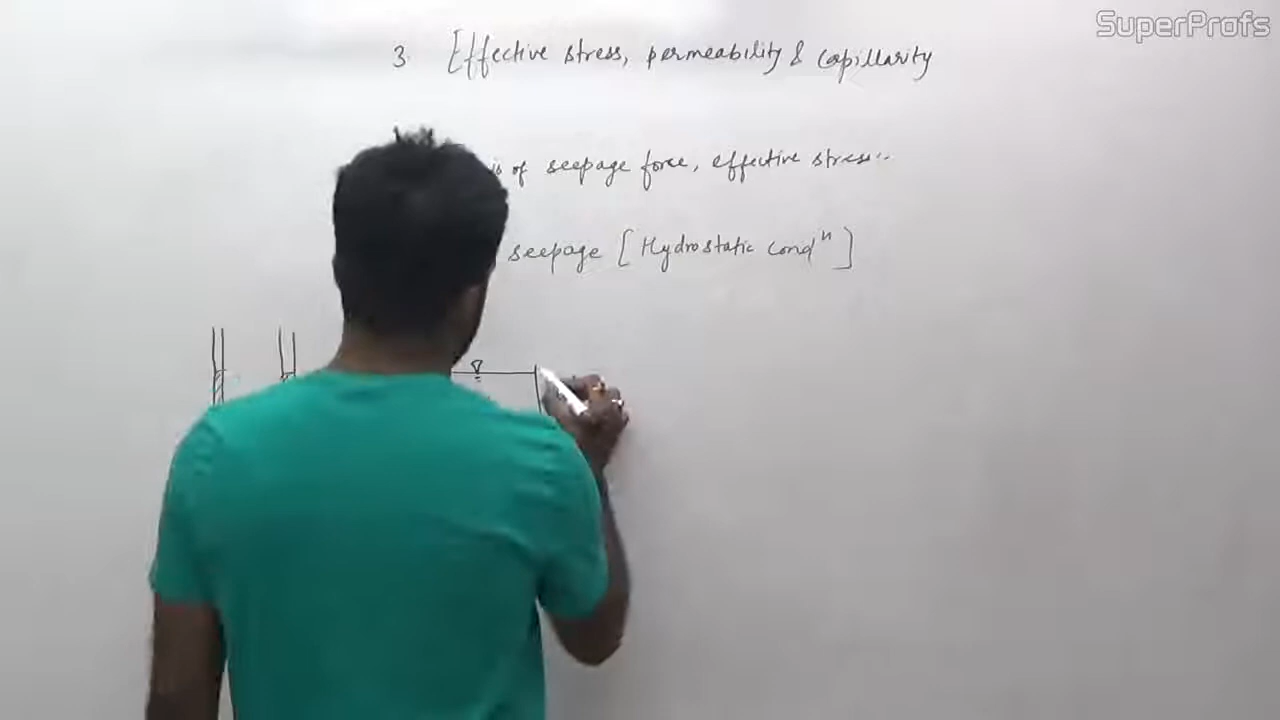 SuperProfs
3. Effective stress, permeability & capillarity
of seepage force, effective stress:-
seepage [Hydrostatic condⁿ]